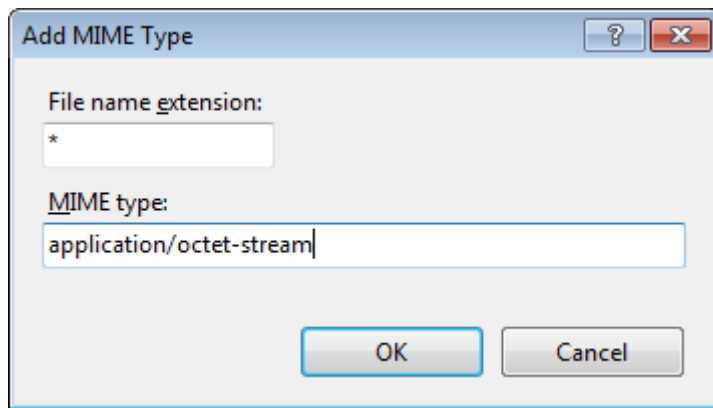 Add MIME Type
?
File name extension:
*
MIME type:
application/octet-stream
OK
Cancel